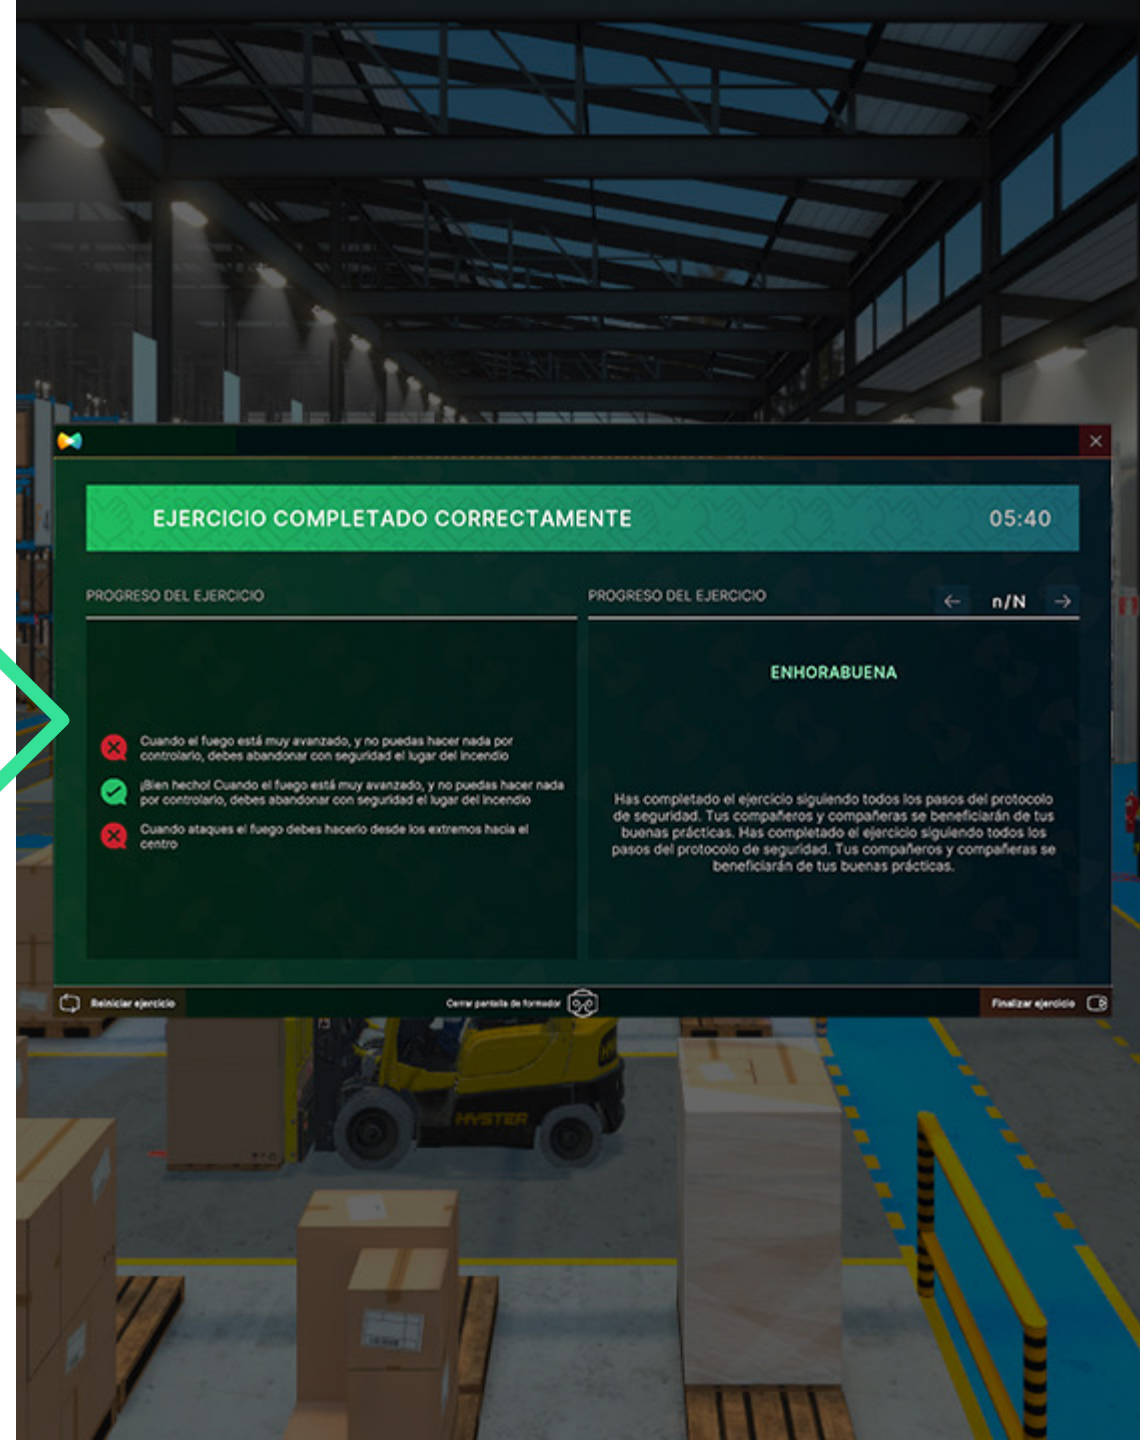 EJERCICIO COMPLETADO CORRECTAMENTE
05:40
PROGRESO DEL EJERCICIO
Cuando el fuego está muy avanzado, y no puedas hacer nada por
controlarlo, debes abandonar con seguridad el lugar del incendio
¡Bien hecho! Cuando el fuego está muy avanzado, y no puedas hacer nada
por controlarlo, debes abandonar con seguridad el lugar del incendio
Cuando ataques el fuego debes hacerlo desde los extremos hacia el
centro
PROGRESO DEL EJERCICIO
n/N
ENHORABUENA
Has completado el ejercicio siguiendo todos los pasos del protocolo
de seguridad. Tus compañeros y compañeras se beneficiarán de tus
buenas prácticas. Has completado el ejercicio siguiendo todos los
pasos del protocolo de seguridad. Tus compañeros y compañeras se
beneficiarán de tus buenas prácticas.
Reiniciar ejercicio
Cerrar pantalla de formador
Finalizar ejercicio
HYSTER